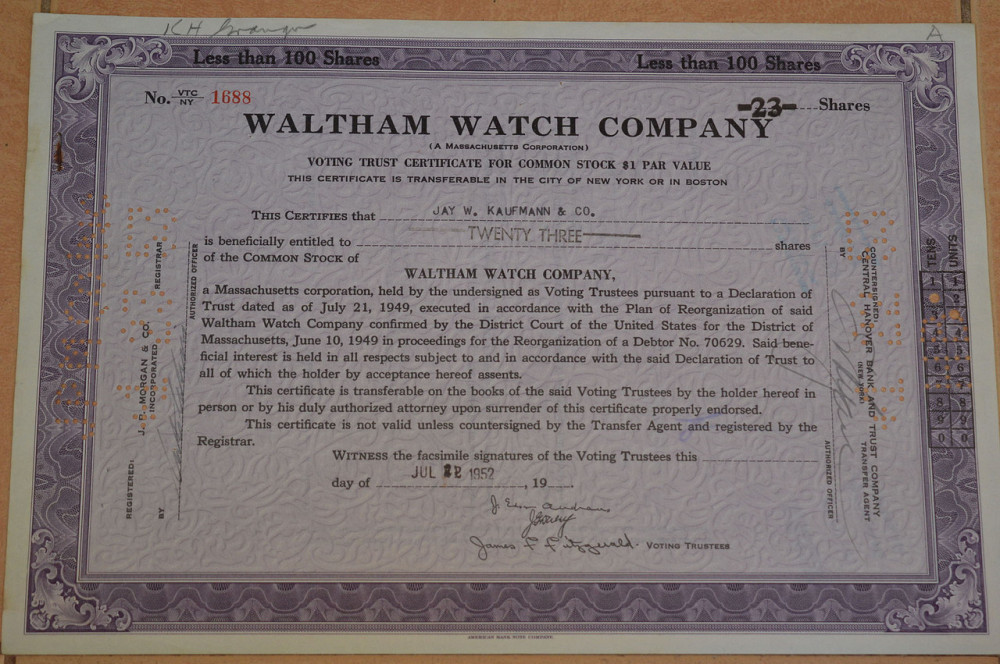 KH Granger
A
Less than 100 Shares Less than 100 Shares
No. VTC/NY 1688
-23- Shares
WALTHAM WATCH COMPANY
(A MASSACHUSETTS CORPORATION)
VOTING TRUST CERTIFICATE FOR COMMON STOCK $1 PAR VALUE
THIS CERTIFICATE IS TRANSFERABLE IN THE CITY OF NEW YORK OR IN BOSTON
THIS CERTIFIES that JAY W. KAUFMANN & CO.
TWENTY THREE
is beneficially entitled to shares
of the COMMON STOCK OF
WALTHAM WATCH COMPANY,
a Massachusetts corporation, held by the undersigned as Voting Trustees pursuant to a Declaration of
Trust dated as of July 21, 1949, executed in accordance with the Plan of Reorganization of said
Waltham Watch Company confirmed by the District Court of the United States for the District of
Massachusetts, June 10, 1949 in proceedings for the Reorganization of a Debtor No. 70629. Said bene-
ficial interest is held in all respects subject to and in accordance with the said Declaration of Trust to
all of which the holder by acceptance hereof assents.
This certificate is transferable on the books of the said Voting Trustees by the holder hereof in
person or by his duly authorized attorney upon surrender of this certificate properly endorsed.
This certificate is not valid unless countersigned by the Transfer Agent and registered by the
Registrar.
WITNESS the facsimile signatures of the Voting Trustees this
day of JUL 22 1952, 19
James F Fitzgerald. VOTING TRUSTEES
REGISTERED:
J. P. MORGAN & CO.
INCORPORATED
REGISTRAR
BY
AUTHORIZED OFFICER
COUNTERSIGNED:
CENTRAL HANOVER BANK AND TRUST COMPANY
(NEW YORK)
TRANSFER AGENT
BY
AUTHORIZED OFFICER
TENS UNITS
1 1
2
3
4 4
5 5
6 6
7 7
8 8
9 9
0 0
AMERICAN BANK NOTE COMPANY.